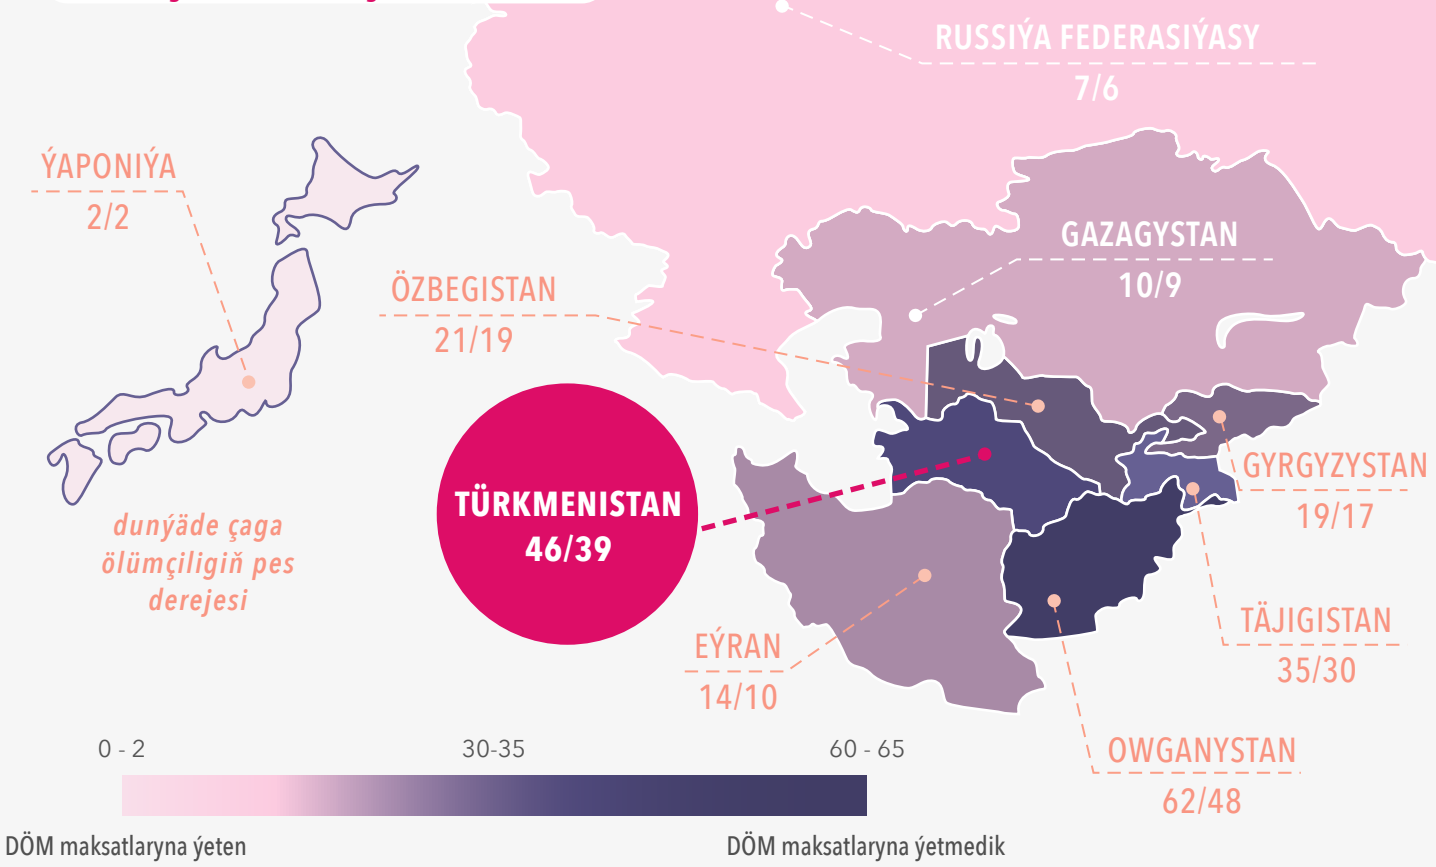 RUSSIÝA FEDERASIÝASY
7/6
ÝAPONIÝA
2/2
GAZAGYSTAN
10/9
ÖZBEGISTAN
21/19
TÜRKMENISTAN
46/39
GYRGYZYSTAN
19/17
dunýäde çaga
ölümçiligiň pes
derejesi
TÄJIGISTAN
35/30
EÝRAN
14/10
OWGANYSTAN
62/48
0 - 2
30-35
60 - 65
DÖM maksatlaryna ýeten
DÖM maksatlaryna ýetmedik